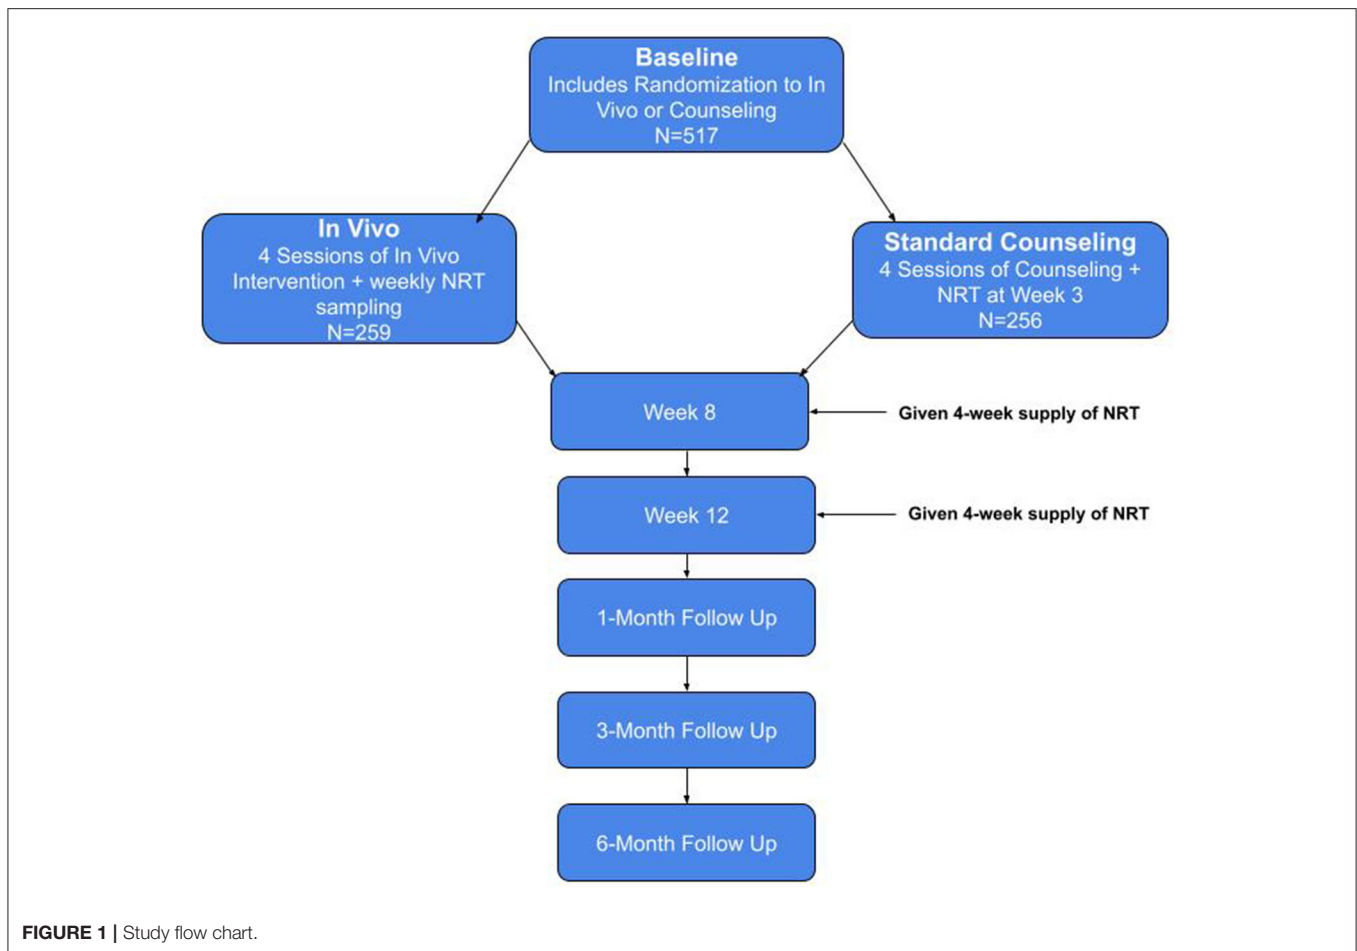 Baseline
Includes Randomization to In
Vivo or Counseling
N=517
In Vivo
4 Sessions of In Vivo
Intervention + weekly NRT
sampling
N=259
Standard Counseling
4 Sessions of Counseling +
NRT at Week 3
N=256
Week 8
Given 4-week supply of NRT
Week 12
Given 4-week supply of NRT
1-Month Follow Up
3-Month Follow Up
6-Month Follow Up
FIGURE 1 | Study flow chart.